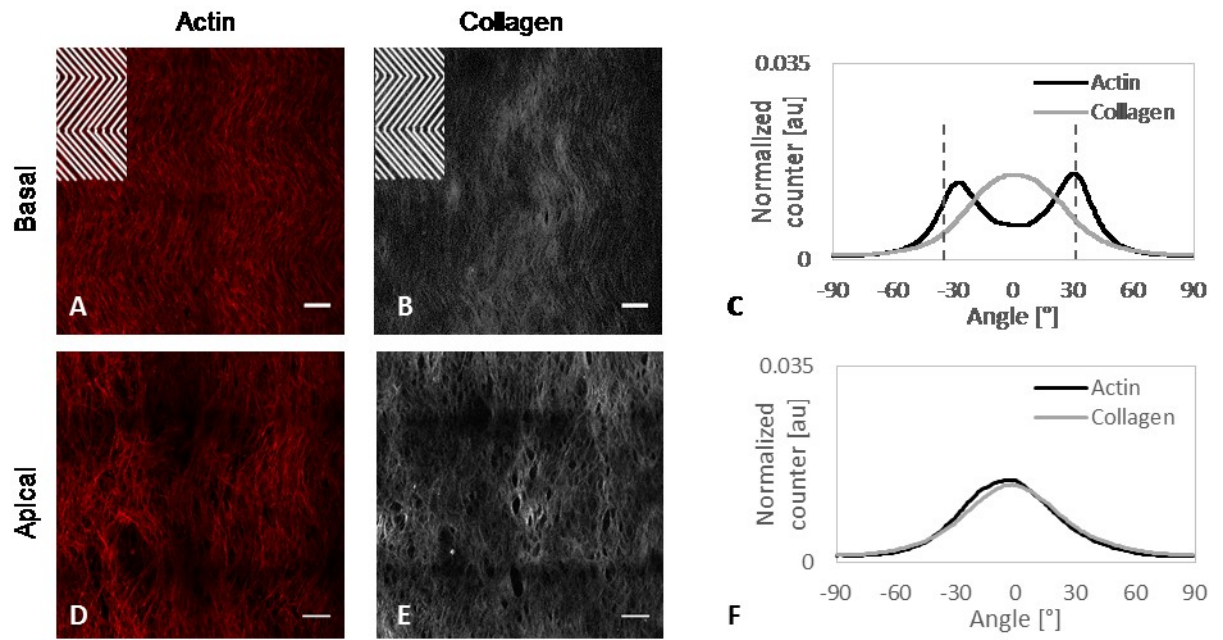 Actin
Collagen
Basal
A
B
0.035
Actin
Collagen
Normalized
counter [au]
0
-90
-60
-30
0
30
60
90
C
Angle [°]
Apical
D
E
0.035
Actin
Collagen
Normalized
counter [au]
0
-90
-60
-30
0
30
60
90
F
Angle [°]